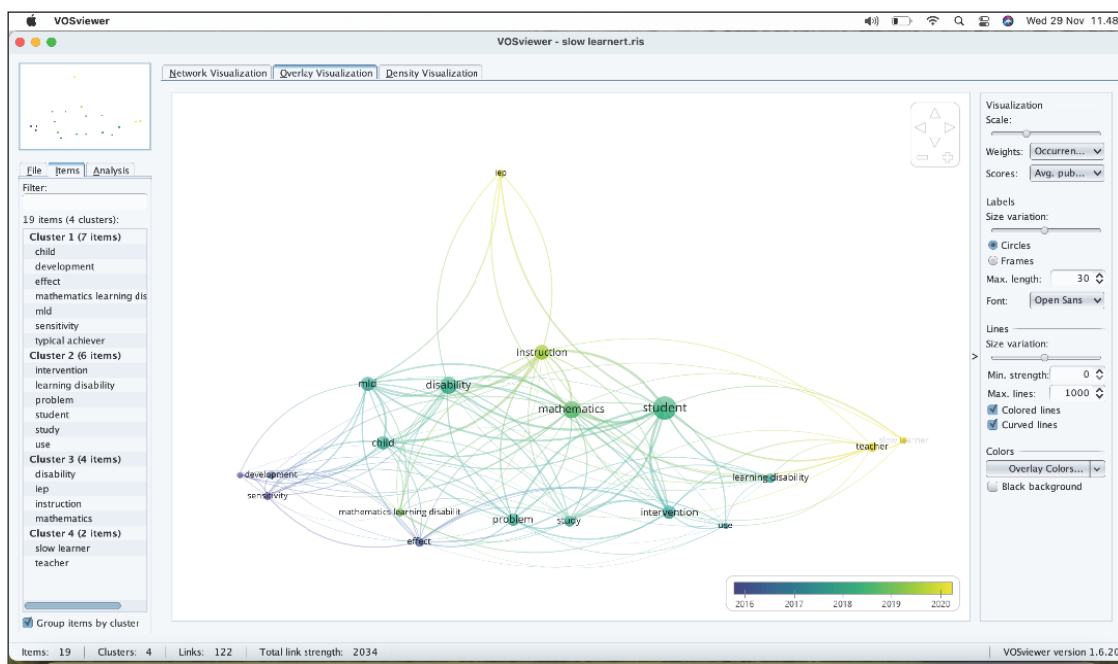 VOSviewer
Wed 29 Nov 11.48
VOSviewer - slow learnert.ris
Network Visualization
Overlay Visualization
Density Visualization
File
Items
Analysis
Filter:
19 items (4 clusters):
Cluster 1 (7 items)
child
development
effect
mathematics learning dis
mld
sensitivity
typical achiever
Cluster 2 (6 items)
intervention
learning disability
problem
student
study
use
Cluster 3 (4 items)
disability
iep
instruction
mathematics
Cluster 4 (2 items)
slow learner
teacher
Group items by cluster
iep
instruction
mld
disability
mathematics
student
child
slow learner
teacher
development
learning disability
sensitivity
mathematics learning disabilit
problem
study
intervention
use
effect
2016
2017
2018
2019
2020
Visualization
Scale:
Weights:
Occurren...
Scores:
Avg. pub...
Labels
Size variation:
Circles
Frames
Max. length:
30
Font:
Open Sans
Lines
Size variation:
>
Min. strength:
0
Max. lines:
1000
Colored lines
Curved lines
Colors
Overlay Colors...
Black background
Items: 19
Clusters: 4
Links: 122
Total link strength: 2034
VOSviewer version 1.6.20